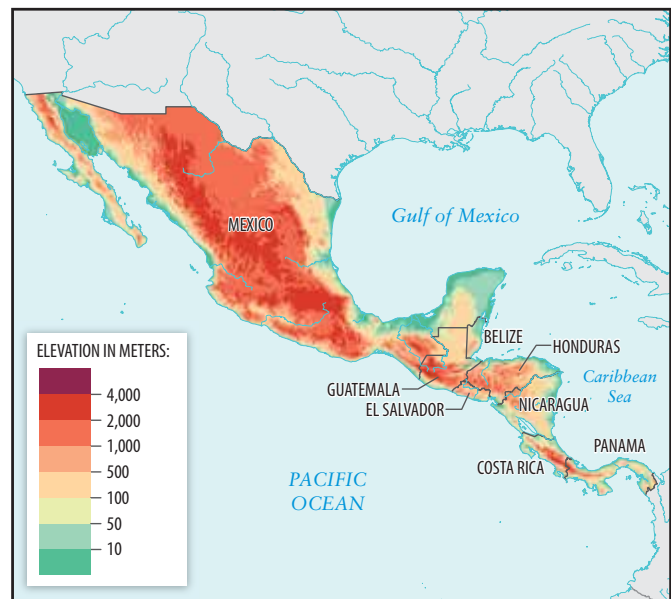 Gulf of Mexico
MEXICO
BELIZE
HONDURAS
GUATEMALA
EL SALVADOR
Caribbean
Sea
NICARAGUA
PANAMA
COSTA RICA
PACIFIC
OCEAN
ELEVATION IN METERS:
4,000
2,000
1,000
500
100
50
10